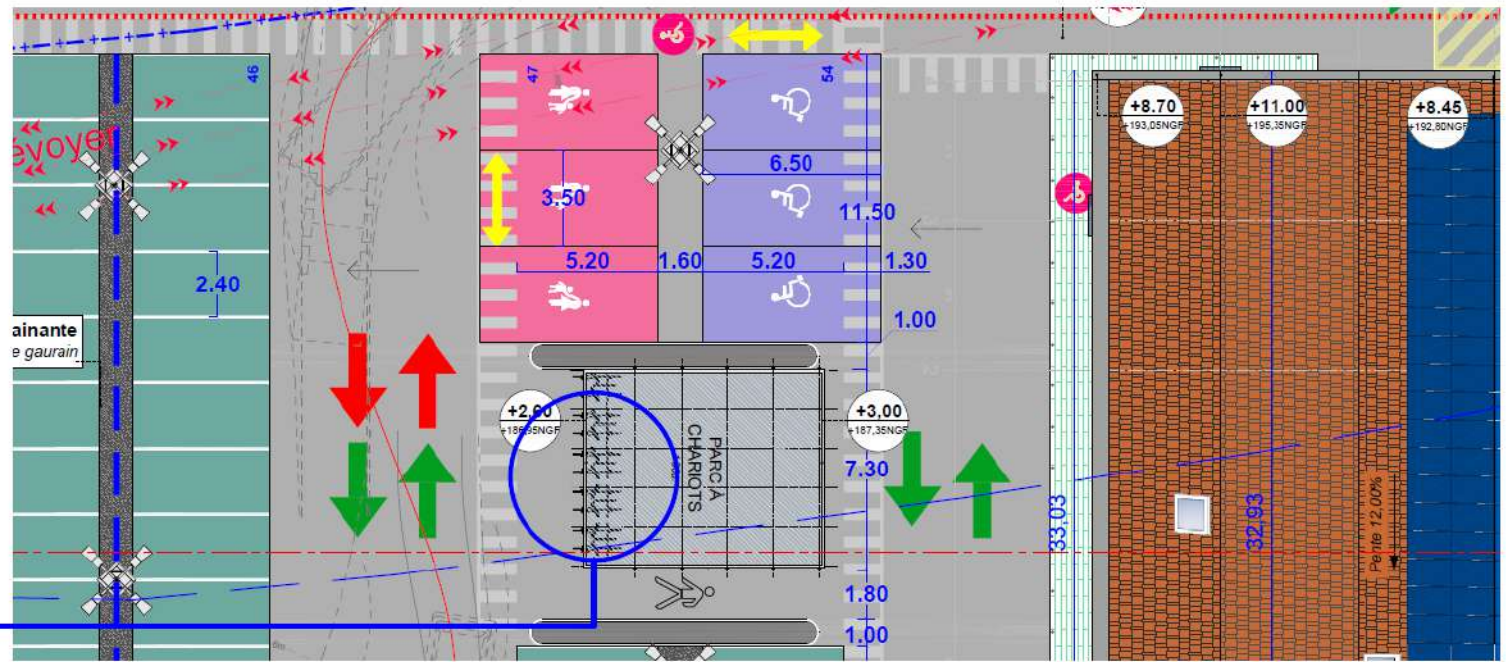 46
47
54
+8.70
+193,05NGF
+11.00
+195,35NGF
+8.45
+192,80NGF
évoyer
6.50
3.50
11.50
5.20
1.60
5.20
1.30
2.40
1.00
ainante
e gaurain
+2,60
+186,95NGF
+3,00
+187,35NGF
PARC À
CHARIOTS
7.30
33,03
32,93
Pente 12,00%
1.80
1.00